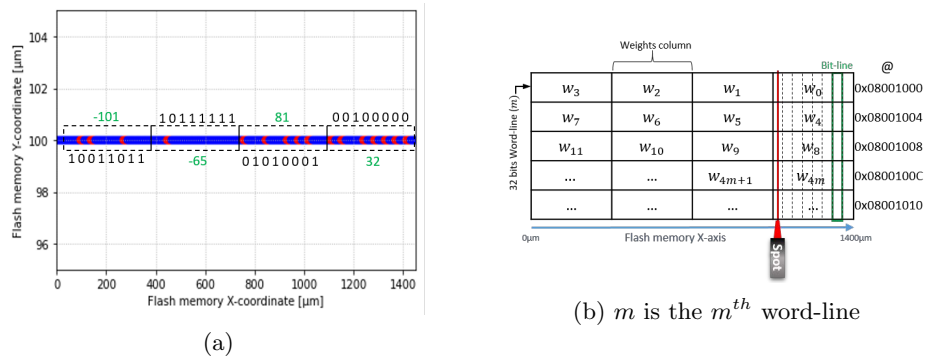 Flash memory Y-coordinate [µm]
104
102
100
98
96
-101
10111111
81
00100000
10011011
-65
01010001
32
0
200
400
600
800
1000
1200
1400
Flash memory X-coordinate [µm]
(a)
Weights column
Bit-line
@
32 bits Word-line (m)
w₃ w₂ w₁ w₀ 0x08001000
w₇ w₆ w₅ w₄ 0x08001004
w₁₁ w₁₀ w₉ w₈ 0x08001008
... ... w₄ₘ₊₁ w₄ₘ 0x0800100C
... ... ... ... 0x08001010
0µm Flash memory X-axis 1400µm
Spot
(b) m is the mᵗʰ word-line